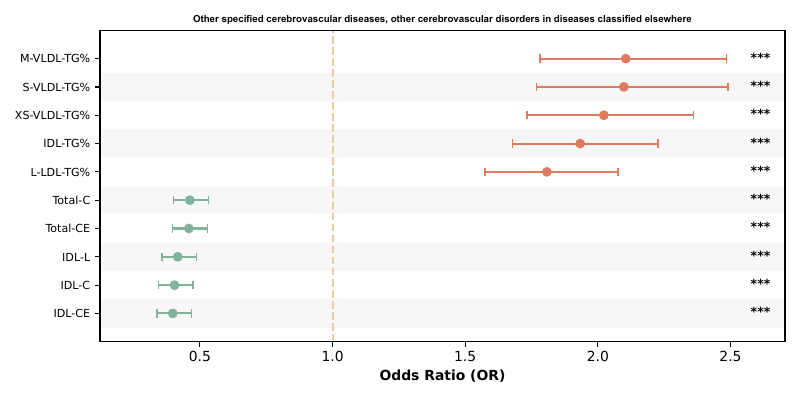 Other specified cerebrovascular diseases, other cerebrovascular disorders in diseases classified elsewhere
M-VLDL-TG% ***
S-VLDL-TG% ***
XS-VLDL-TG% ***
IDL-TG% ***
L-LDL-TG% ***
Total-C ***
Total-CE ***
IDL-L ***
IDL-C ***
IDL-CE ***
0.5 1.0 1.5 2.0 2.5
Odds Ratio (OR)